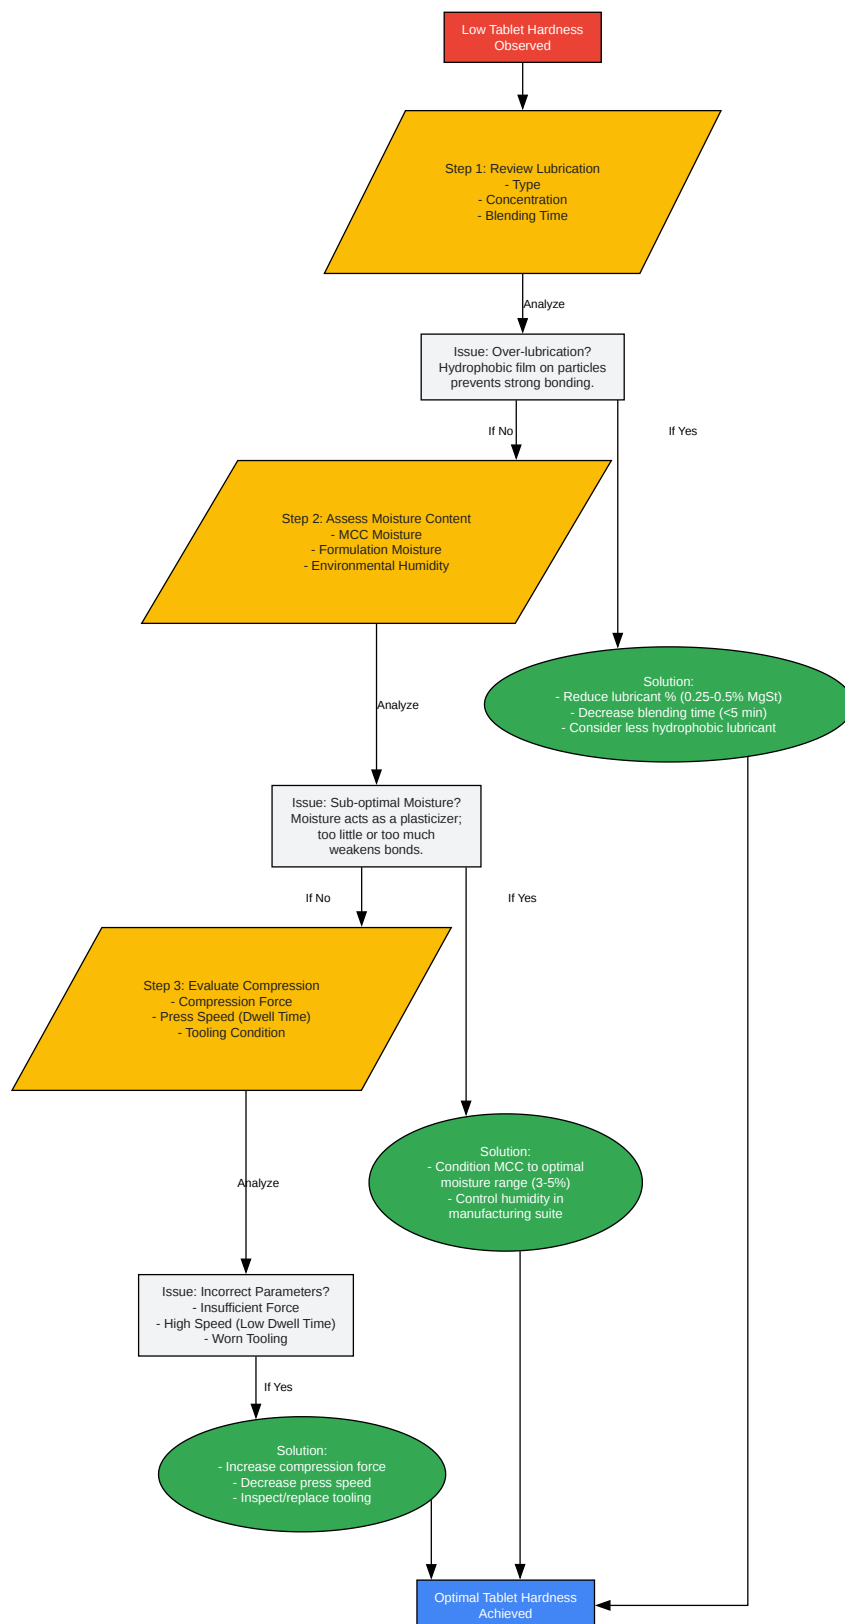 Low Tablet Hardness
Observed
Step 1: Review Lubrication
- Type
- Concentration
- Blending Time
Analyze
Issue: Over-lubrication?
Hydrophobic film on particles
prevents strong bonding.
If No
If Yes
Step 2: Assess Moisture Content
- MCC Moisture
- Formulation Moisture
- Environmental Humidity
Solution:
- Reduce lubricant % (0.25-0.5% MgSt)
- Decrease blending time (<5 min)
- Consider less hydrophobic lubricant
Analyze
Issue: Sub-optimal Moisture?
Moisture acts as a plasticizer;
too little or too much
weakens bonds.
If No
If Yes
Step 3: Evaluate Compression
- Compression Force
- Press Speed (Dwell Time)
- Tooling Condition
Solution:
- Condition MCC to optimal
moisture range (3-5%)
- Control humidity in
manufacturing suite
Analyze
Issue: Incorrect Parameters?
- Insufficient Force
- High Speed (Low Dwell Time)
- Worn Tooling
If Yes
Solution:
- Increase compression force
- Decrease press speed
- Inspect/replace tooling
Optimal Tablet Hardness
Achieved